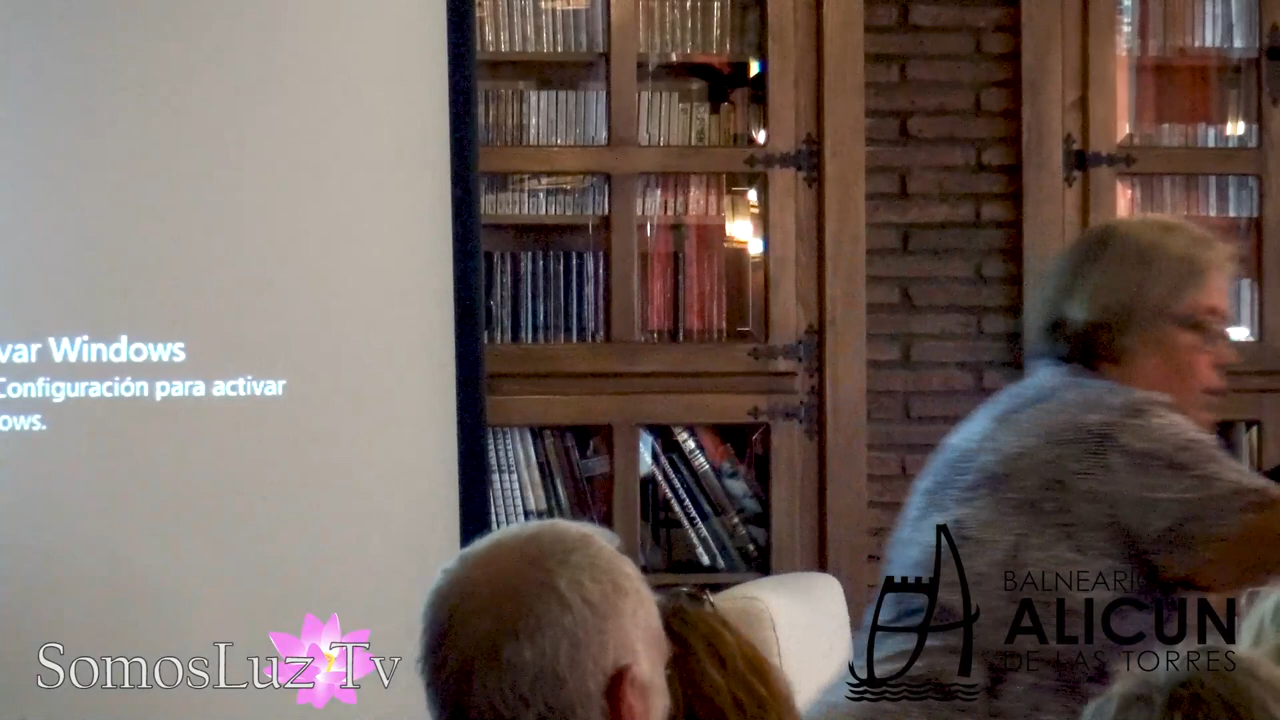 var Windows
Configuración para activar
ows.
SomosLuz Tv
BALNEARIO
ALICUN
DE LAS TORRES